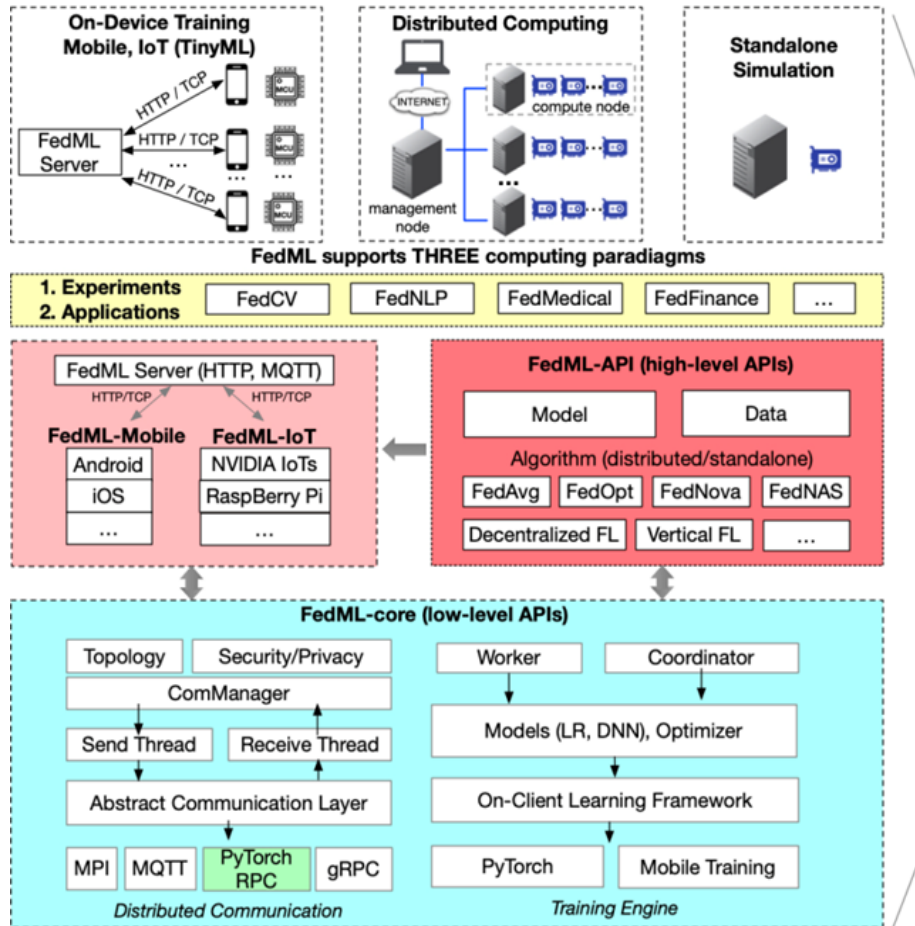 On-Device Training
Mobile, IoT (TinyML)
HTTP / TCP
MCU
FedML
Server
HTTP / TCP
MCU
...
...
...
HTTP / TCP
MCU
Distributed Computing
INTERNET
...
compute node
...
...
management
node
...
Standalone
Simulation
FedML supports THREE computing paradiagms
1. Experiments
2. Applications
FedCV
FedNLP
FedMedical
FedFinance
...
FedML Server (HTTP, MQTT)
HTTP/TCP
HTTP/TCP
FedML-Mobile
Android
iOS
...
FedML-IoT
NVIDIA IoTs
RaspBerry Pi
...
FedML-API (high-level APIs)
Model
Data
Algorithm (distributed/standalone)
FedAvg
FedOpt
FedNova
FedNAS
Decentralized FL
Vertical FL
...
FedML-core (low-level APIs)
Topology
Security/Privacy
ComManager
Send Thread
Receive Thread
Abstract Communication Layer
MPI
MQTT
PyTorch
RPC
gRPC
Distributed Communication
Worker
Coordinator
Models (LR, DNN), Optimizer
On-Client Learning Framework
PyTorch
Mobile Training
Training Engine